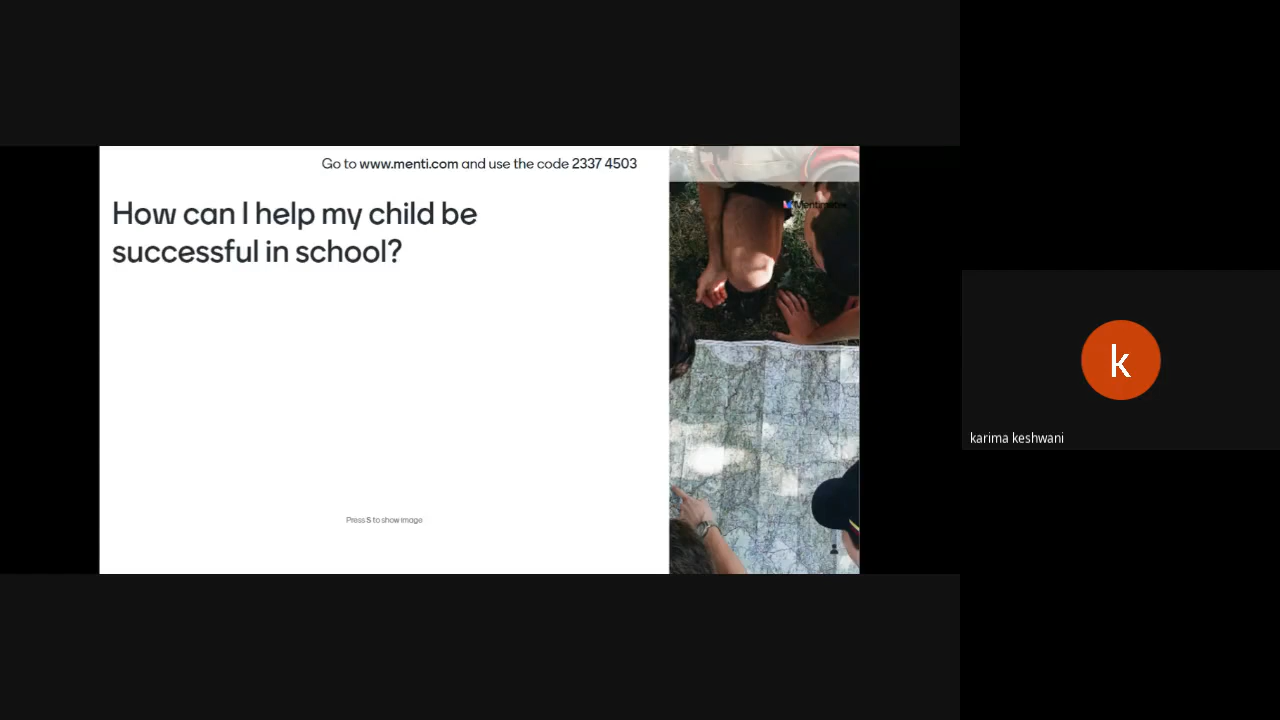 Go to www.menti.com and use the code 2337 4503
Mentimeter
How can I help my child be
successful in school?
Press S to show image
k
karima keshwani